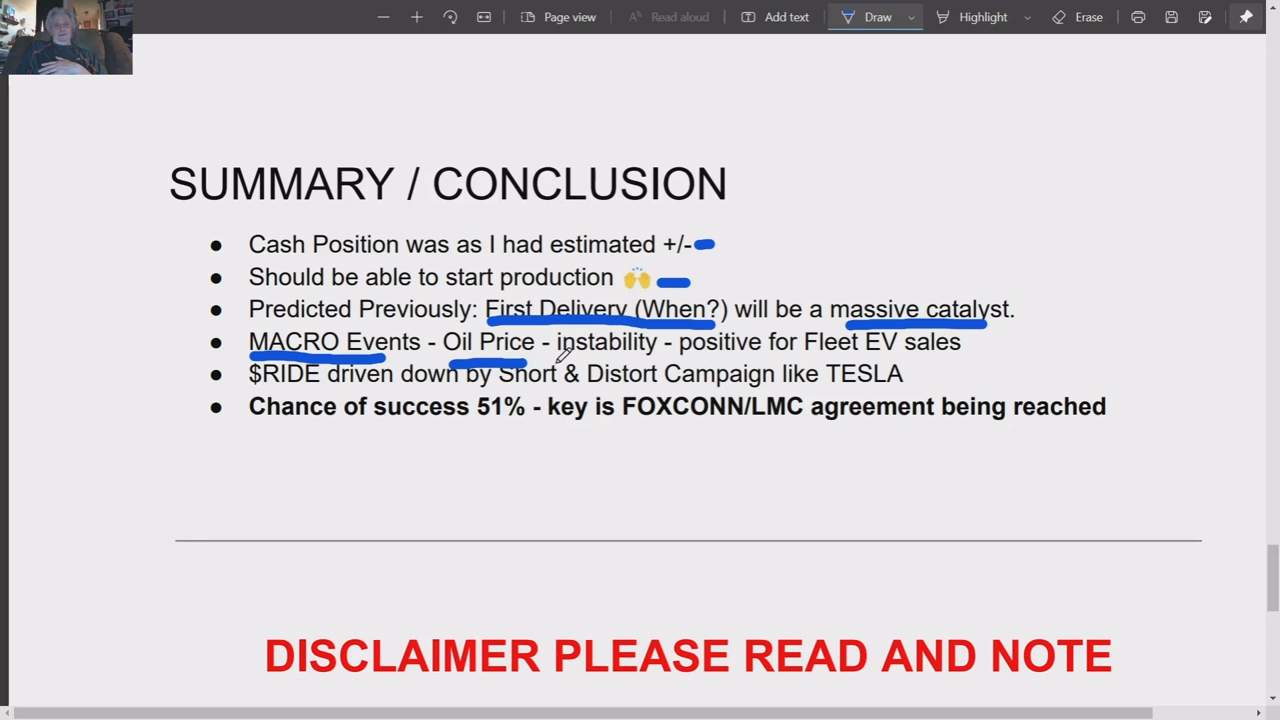 Page view
Read aloud
Add text
Draw
Highlight
Erase
SUMMARY / CONCLUSION
● Cash Position was as I had estimated +/-
● Should be able to start production 🙌
● Predicted Previously: First Delivery (When?) will be a massive catalyst.
● MACRO Events - Oil Price - instability - positive for Fleet EV sales
● $RIDE driven down by Short & Distort Campaign like TESLA
● Chance of success 51% - key is FOXCONN/LMC agreement being reached
DISCLAIMER PLEASE READ AND NOTE